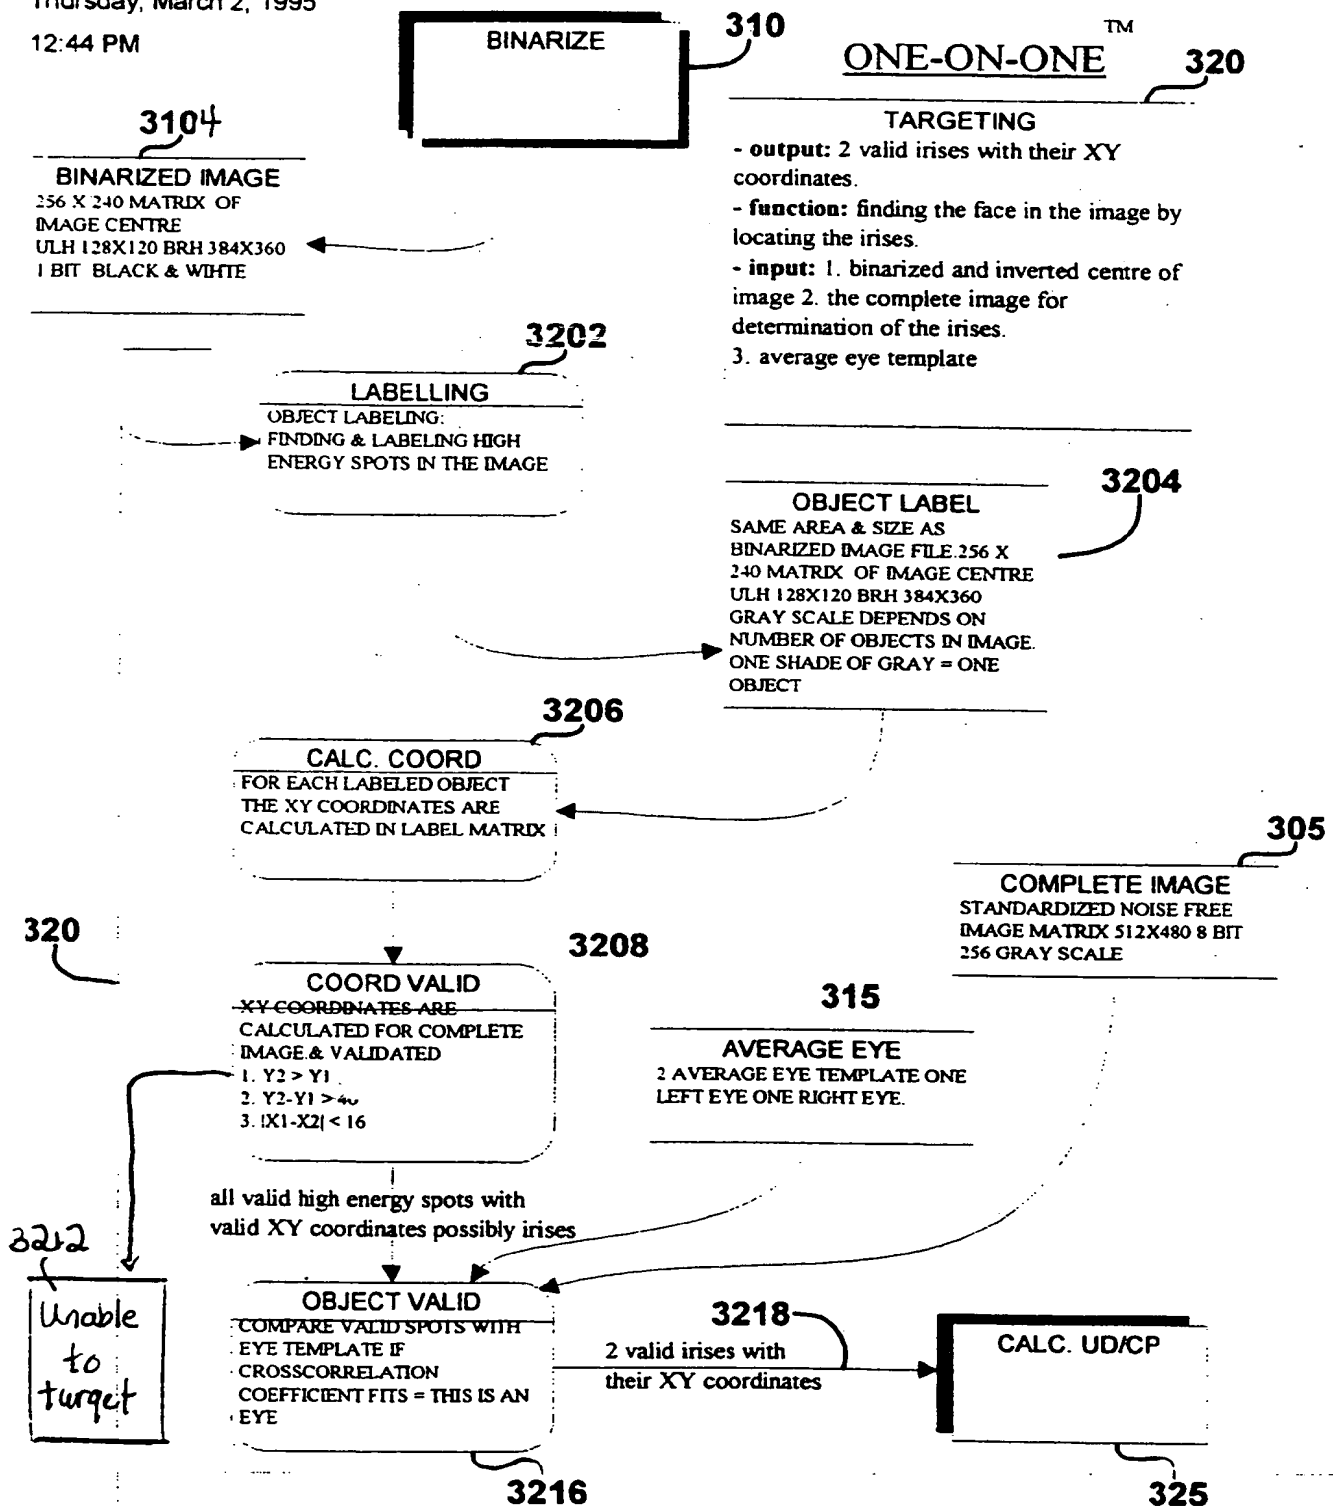 Thursday, March 2, 1995
12:44 PM
BINARIZE
310
ONE-ON-ONE™
320
3104
BINARIZED IMAGE
256 X 240 MATRIX OF
IMAGE CENTRE
ULH 128X120 BRH 384X360
1 BIT BLACK & WIHTE
TARGETING
- output: 2 valid irises with their XY
coordinates.
- function: finding the face in the image by
locating the irises.
- input: 1. binarized and inverted centre of
image 2. the complete image for
determination of the irises.
3. average eye template
3202
LABELLING
OBJECT LABELING:
FINDING & LABELING HIGH
ENERGY SPOTS IN THE IMAGE
3204
OBJECT LABEL
SAME AREA & SIZE AS
BINARIZED IMAGE FILE.256 X
240 MATRIX OF IMAGE CENTRE
ULH 128X120 BRH 384X360
GRAY SCALE DEPENDS ON
NUMBER OF OBJECTS IN IMAGE.
ONE SHADE OF GRAY = ONE
OBJECT
3206
CALC. COORD
FOR EACH LABELED OBJECT
THE XY COORDINATES ARE
CALCULATED IN LABEL MATRIX
305
COMPLETE IMAGE
STANDARDIZED NOISE FREE
IMAGE MATRIX 512X480 8 BIT
256 GRAY SCALE
320
3208
COORD VALID
XY COORDINATES ARE
CALCULATED FOR COMPLETE
IMAGE.& VALIDATED
1. Y2 > Y1
2. Y2-Y1 > 40
3. |X1-X2| < 16
315
AVERAGE EYE
2 AVERAGE EYE TEMPLATE ONE
LEFT EYE ONE RIGHT EYE.
all valid high energy spots with
valid XY coordinates possibly irises
3212
Unable
to
target
OBJECT VALID
COMPARE VALID SPOTS WITH
EYE TEMPLATE IF
CROSSCORRELATION
COEFFICIENT FITS = THIS IS AN
EYE
3216
3218
2 valid irises with
their XY coordinates
CALC. UD/CP
325